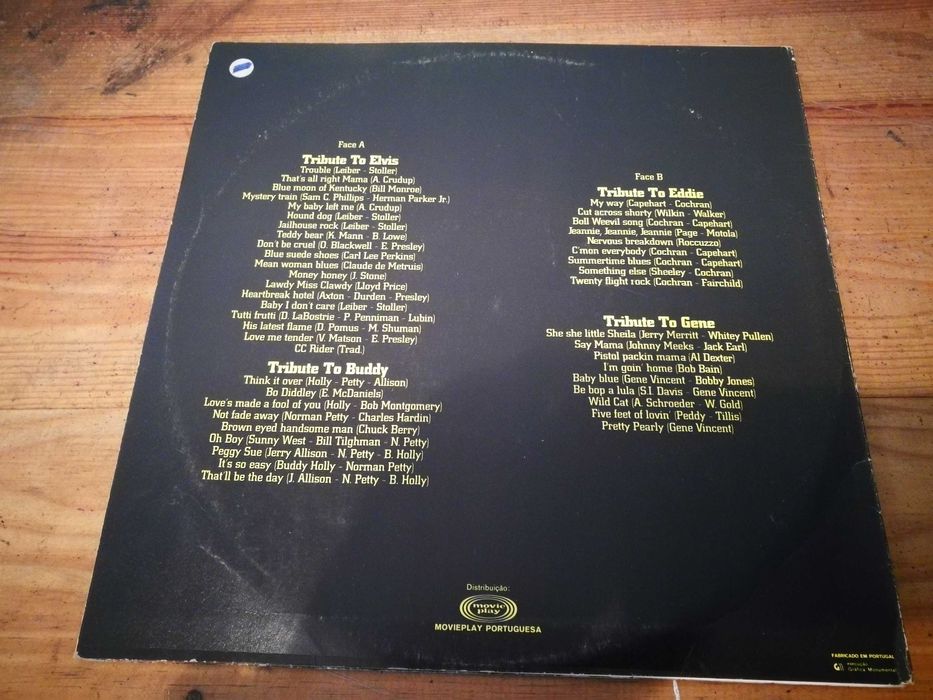 Face A
Tribute To Elvis
Trouble (Leiber - Stoller)
That's all right Mama (A. Crudup)
Blue moon of Kentucky (Bill Monroe)
Mystery train (Sam C. Phillips - Herman Parker Jr.)
My baby left me (A. Crudup)
Hound dog (Leiber - Stoller)
Jailhouse rock (Leiber - Stoller)
Teddy bear (K. Mann - B. Lowe)
Don't be cruel (O. Blackwell - E. Presley)
Blue suede shoes (Carl Lee Perkins)
Mean woman blues (Claude de Metruis)
Money honey (J. Stone)
Lawdy Miss Clawdy (Lloyd Price)
Heartbreak hotel (Axton - Durden - Presley)
Baby I don't care (Leiber - Stoller)
Tutti frutti (D. LaBostrie - P. Penniman - Lubin)
His latest flame (D. Pomus - M. Shuman)
Love me tender (V. Matson - E. Presley)
CC Rider (Trad.)
Tribute To Buddy
Think it over (Holly - Petty - Allison)
Bo Diddley (E. McDaniels)
Love's made a fool of you (Holly - Bob Montgomery)
Not fade away (Norman Petty - Charles Hardin)
Brown eyed handsome man (Chuck Berry)
Oh Boy (Sunny West - Bill Tilghman - N. Petty)
Peggy Sue (Jerry Allison - N. Petty - B. Holly)
It's so easy (Buddy Holly - Norman Petty)
That'll be the day (J. Allison - N. Petty - B. Holly)
Face B
Tribute To Eddie
My way (Capehart - Cochran)
Cut across shorty (Wilkin - Walker)
Boll Weevil song (Cochran - Capehart)
Jeannie, Jeannie, Jeannie (Page - Motola)
Nervous breakdown (Roccuzzo)
C'mon everybody (Cochran - Capehart)
Summertime blues (Cochran - Capehart)
Something else (Sheeley - Cochran)
Twenty flight rock (Cochran - Fairchild)
Tribute To Gene
She she little Sheila (Jerry Merritt - Whitey Pullen)
Say Mama (Johnny Meeks - Jack Earl)
Pistol packin mama (Al Dexter)
I'm goin' home (Bob Bain)
Baby blue (Gene Vincent - Bobby Jones)
Be bop a lula (S.I. Davis - Gene Vincent)
Wild Cat (A. Schroeder - W. Gold)
Five feet of lovin' (Peddy - Tillis)
Pretty Pearly (Gene Vincent)
Distribuição:
movie
play
MOVIEPLAY PORTUGUESA
FABRICADO EM PORTUGAL
execução
Gráfica Monumental